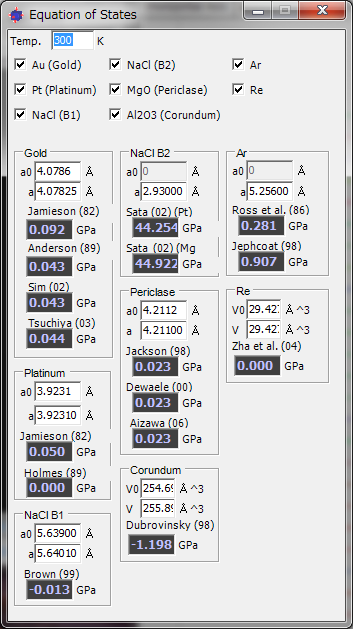 Equation of States
Temp. 300 K
Au (Gold) NaCl (B2) Ar
Pt (Platinum) MgO (Periclase) Re
NaCl (B1) Al2O3 (Corundum)
Gold
a0 4.0786 Å
a 4.07825 Å
Jamieson (82)
0.092 GPa
Anderson (89)
0.043 GPa
Sim (02)
0.043 GPa
Tsuchiya (03)
0.044 GPa
Platinum
a0 3.9231 Å
a 3.92310 Å
Jamieson (82)
0.050 GPa
Holmes (89)
0.000 GPa
NaCl B1
a0 5.63900 Å
a 5.64010 Å
Brown (99)
-0.013 GPa
NaCl B2
a0 0 Å
a 2.93000 Å
Sata (02) (Pt)
44.254 GPa
Sata (02) (Mg
44.922 GPa
Periclase
a0 4.2112 Å
a 4.21100 Å
Jackson (98)
0.023 GPa
Dewaele (00)
0.023 GPa
Aizawa (06)
0.023 GPa
Corundum
V0 254.69 Å ^3
V 255.89 Å ^3
Dubrovinsky (98)
-1.198 GPa
Ar
a0 0 Å
a 5.25600 Å
Ross et al. (86)
0.281 GPa
Jephcoat (98)
0.907 GPa
Re
V0 29.42 Å ^3
V 29.42 Å ^3
Zha et al. (04)
0.000 GPa